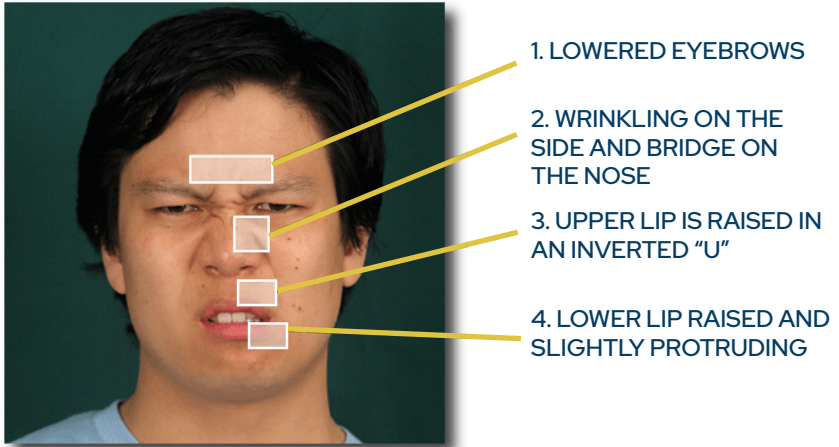 1. LOWERED EYEBROWS
2. WRINKLING ON THE
SIDE AND BRIDGE ON
THE NOSE
3. UPPER LIP IS RAISED IN
AN INVERTED “U”
4. LOWER LIP RAISED AND
SLIGHTLY PROTRUDING